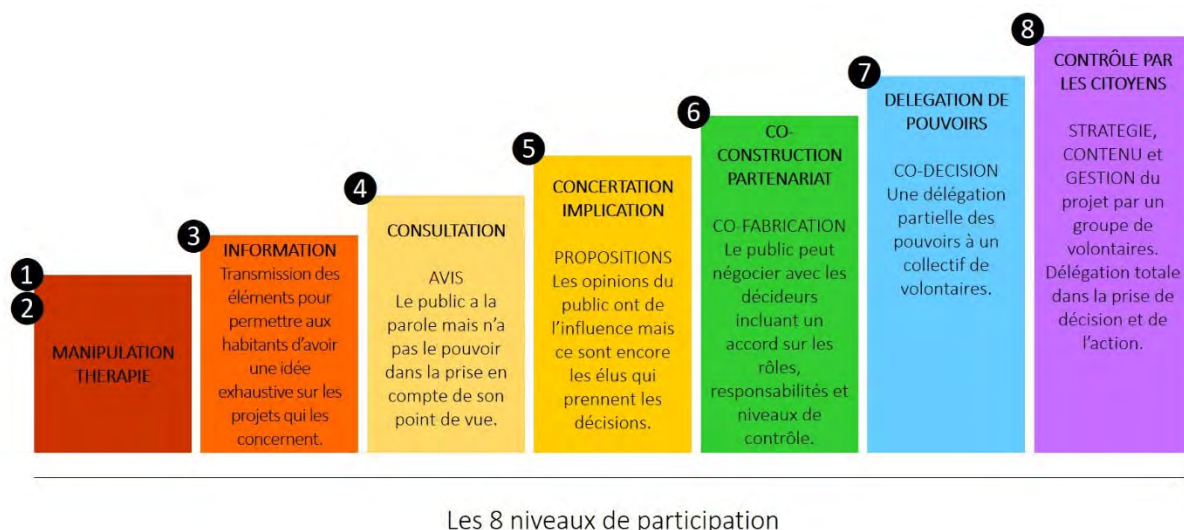 1
2
MANIPULATION
THERAPIE
3
INFORMATION
Transmission des
éléments pour
permettre aux
habitants d’avoir
une idée
exhaustive sur les
projets qui les
concernent.
4
CONSULTATION
AVIS
Le public a la
parole mais n’a
pas le pouvoir
dans la prise en
compte de son
point de vue.
5
CONCERTATION
IMPLICATION
PROPOSITIONS
Les opinions du
public ont de
l’influence mais
ce sont encore
les élus qui
prennent les
décisions.
6
CO-
CONSTRUCTION
PARTENARIAT
CO-FABRICATION
Le public peut
négocier avec les
décideurs
incluant un
accord sur les
rôles,
responsabilités et
niveaux de
contrôle.
7
DELEGATION DE
POUVOIRS
CO-DECISION
Une délégation
partielle des
pouvoirs à un
collectif de
volontaires.
8
CONTRÔLE PAR
LES CITOYENS
STRATEGIE,
CONTENU et
GESTION du
projet par un
groupe de
volontaires.
Délégation totale
dans la prise de
décision et de
l’action.
Les 8 niveaux de participation